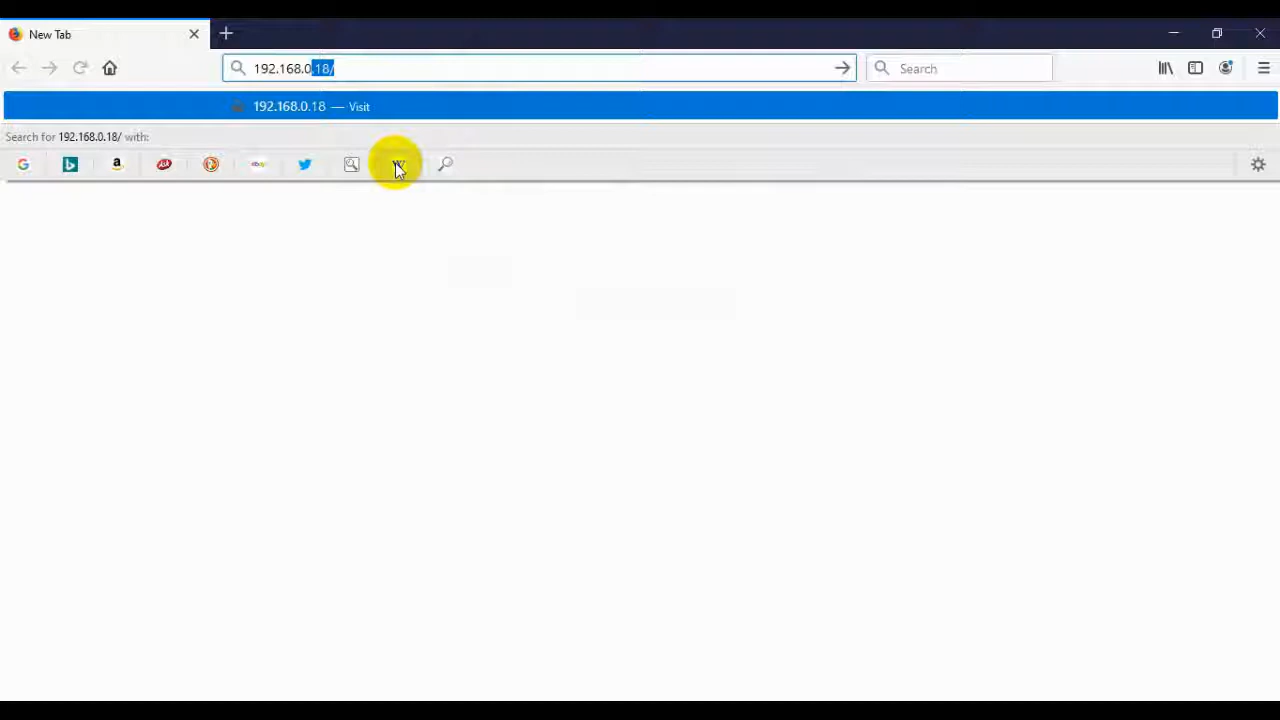 New Tab
192.168.0.18/
Search
192.168.0.18 — Visit
Search for 192.168.0.18/ with: